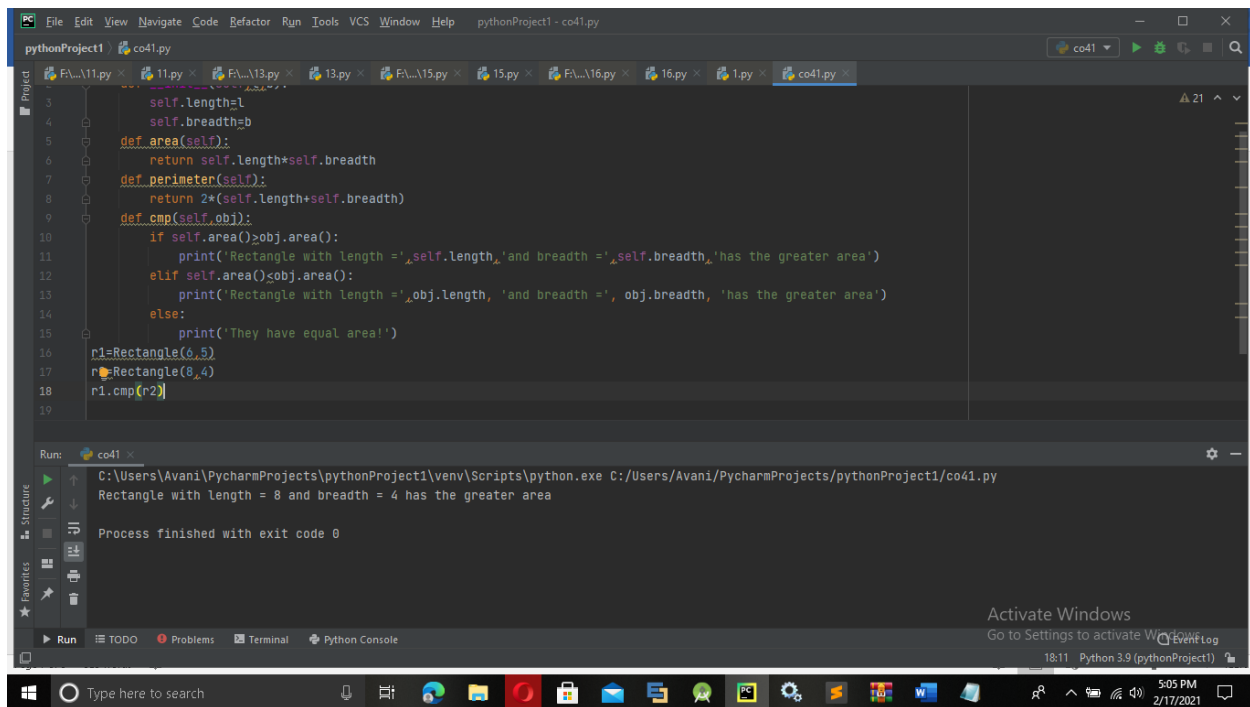 File Edit View Navigate Code Refactor Run Tools VCS Window Help pythonProject1 - co41.py
pythonProject1 co41.py
co41
Project
F:\...\11.py 11.py F:\...\13.py 13.py F:\...\15.py 15.py F:\...\16.py 16.py 1.py co41.py
21
3 self.length=l
4 self.breadth=b
5 def area(self):
6 return self.length*self.breadth
7 def perimeter(self):
8 return 2*(self.length+self.breadth)
9 def cmp(self,obj):
10 if self.area()>obj.area():
11 print('Rectangle with length =',self.length,'and breadth =',self.breadth,'has the greater area')
12 elif self.area()<obj.area():
13 print('Rectangle with length =',obj.length, 'and breadth =', obj.breadth, 'has the greater area')
14 else:
15 print('They have equal area!')
16 r1=Rectangle(6,5)
17 r =Rectangle(8,4)
18 r1.cmp(r2)
19
Run: co41
C:\Users\Avani\PycharmProjects\pythonProject1\venv\Scripts\python.exe C:/Users/Avani/PycharmProjects/pythonProject1/co41.py
Rectangle with length = 8 and breadth = 4 has the greater area
Process finished with exit code 0
Structure
Favorites
Activate Windows
Go to Settings to activate Windows.
Run TODO Problems Terminal Python Console Event Log
18:11 Python 3.9 (pythonProject1)
Type here to search
5:05 PM
2/17/2021